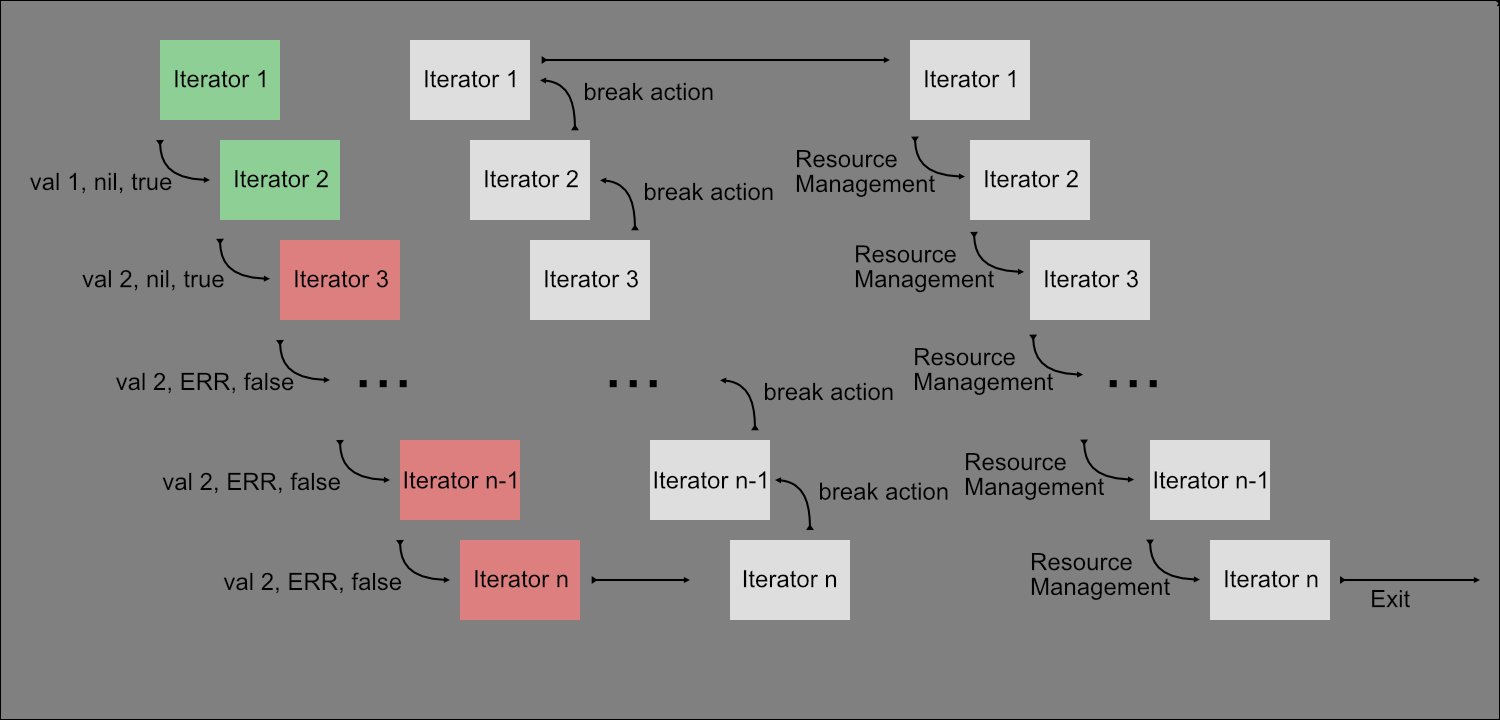 Iterator 1
Iterator 1
Iterator 1
break action
val 1, nil, true
Iterator 2
Iterator 2
break action
Resource
Management
Iterator 2
val 2, nil, true
Iterator 3
Iterator 3
Resource
Management
Iterator 3
val 2, ERR, false
...
...
break action
Resource
Management
...
val 2, ERR, false
Iterator n-1
Iterator n-1
break action
Resource
Management
Iterator n-1
val 2, ERR, false
Iterator n
Iterator n
Resource
Management
Iterator n
Exit